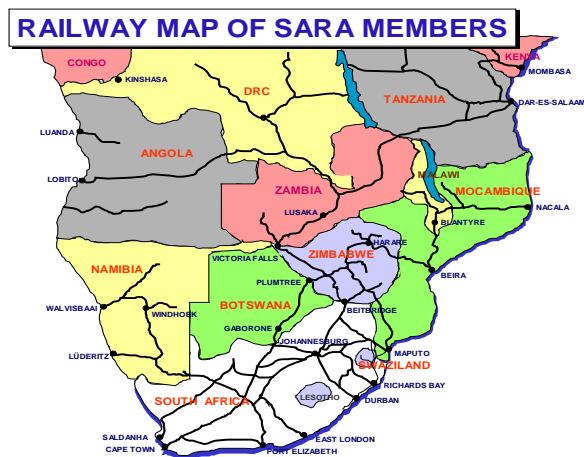 RAILWAY MAP OF SARA MEMBERS
CONGO
KENYA
KINSHASA
MOMBASA
DRC
TANZANIA
DAR-ES-SALAAM
LUANDA
ANGOLA
MALAWI
LOBITO
ZAMBIA
MOCAMBIQUE
LUSAKA
NACALA
BLANTYRE
HARARE
VICTORIA FALLS
ZIMBABWE
NAMIBIA
BEIRA
PLUMTREE
WALVISBAAI
WINDHOEK
BOTSWANA
BEITBRIDGE
GABORONE
JOHANNESBURG
LÜDERITZ
MAPUTO
SWAZILAND
RICHARDS BAY
SOUTH AFRICA
LESOTHO
DURBAN
SALDANHA
EAST LONDON
CAPE TOWN
PORT ELIZABETH